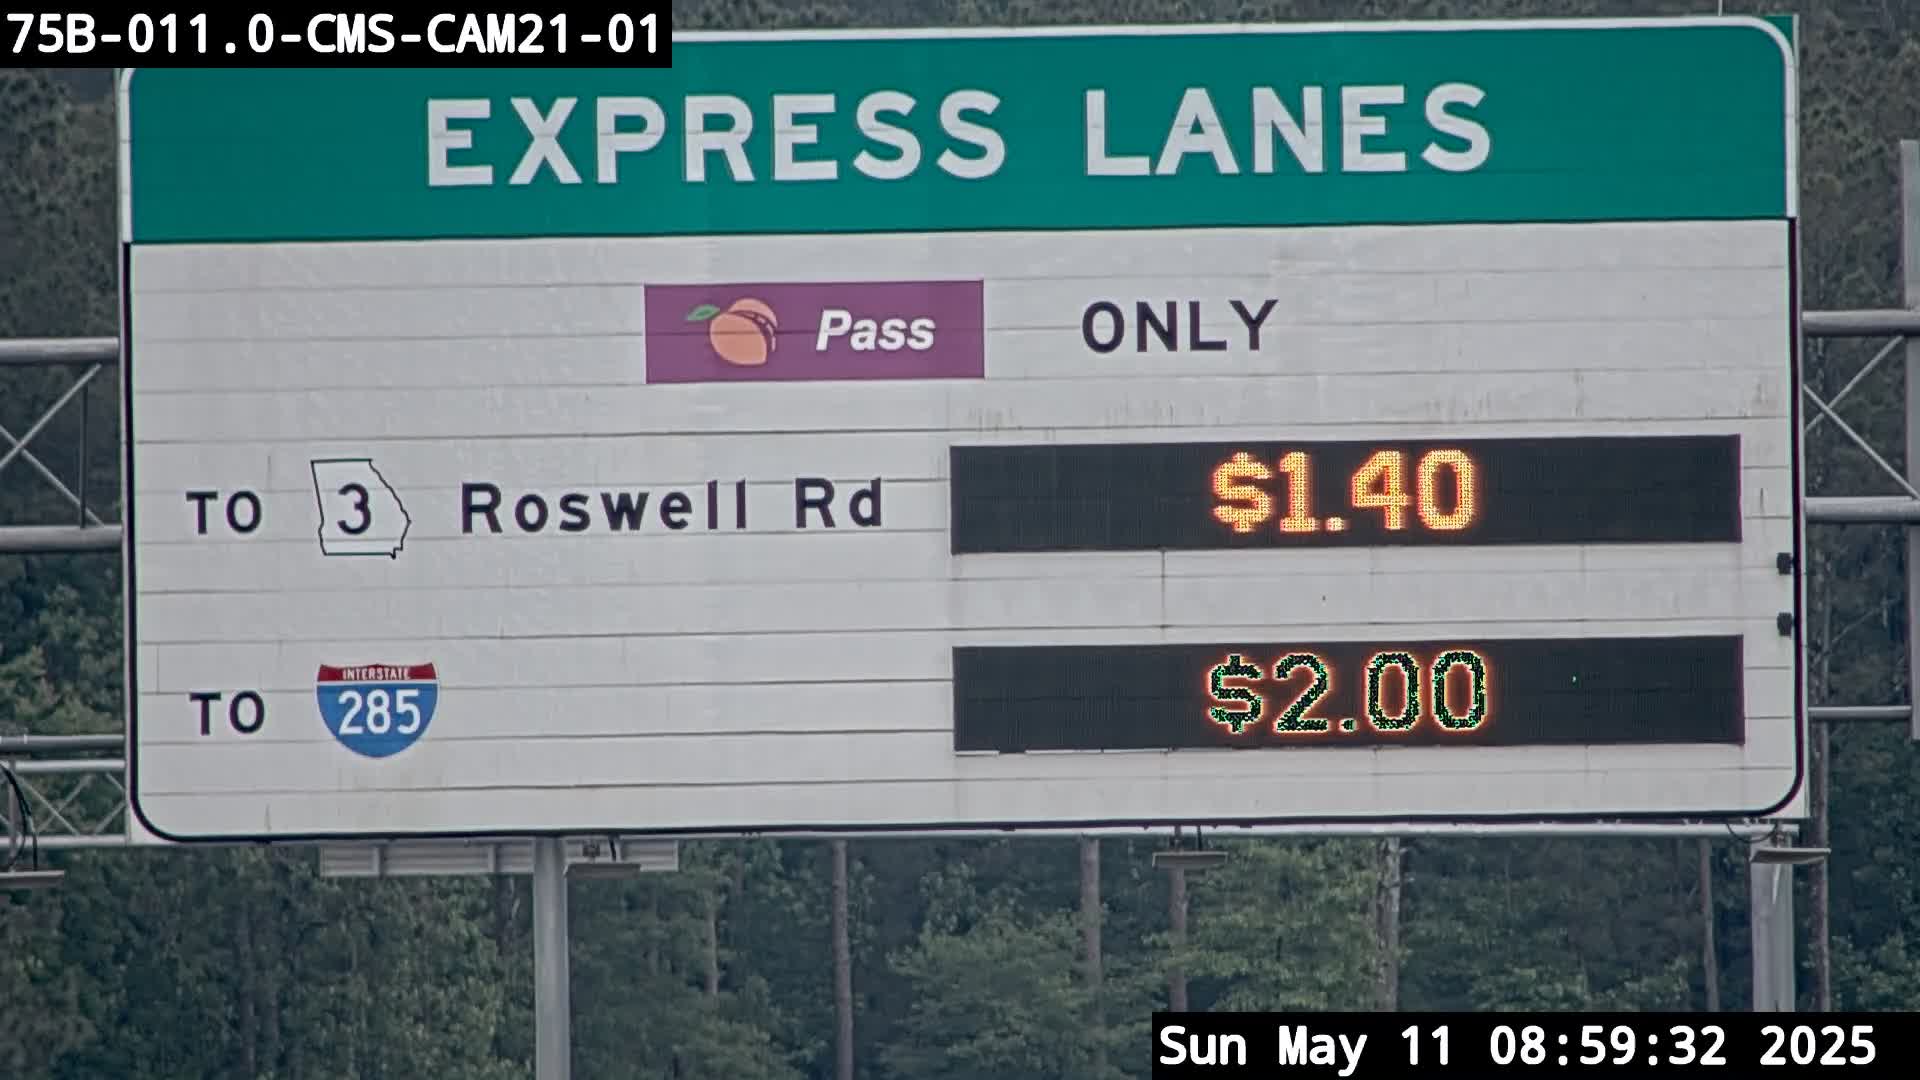 75B-011.0-CMS-CAM21-01
EXPRESS LANES
Pass ONLY
TO 3 Roswell Rd $1.40
INTERSTATE
TO 285 $2.00
Sun May 11 08:59:32 2025